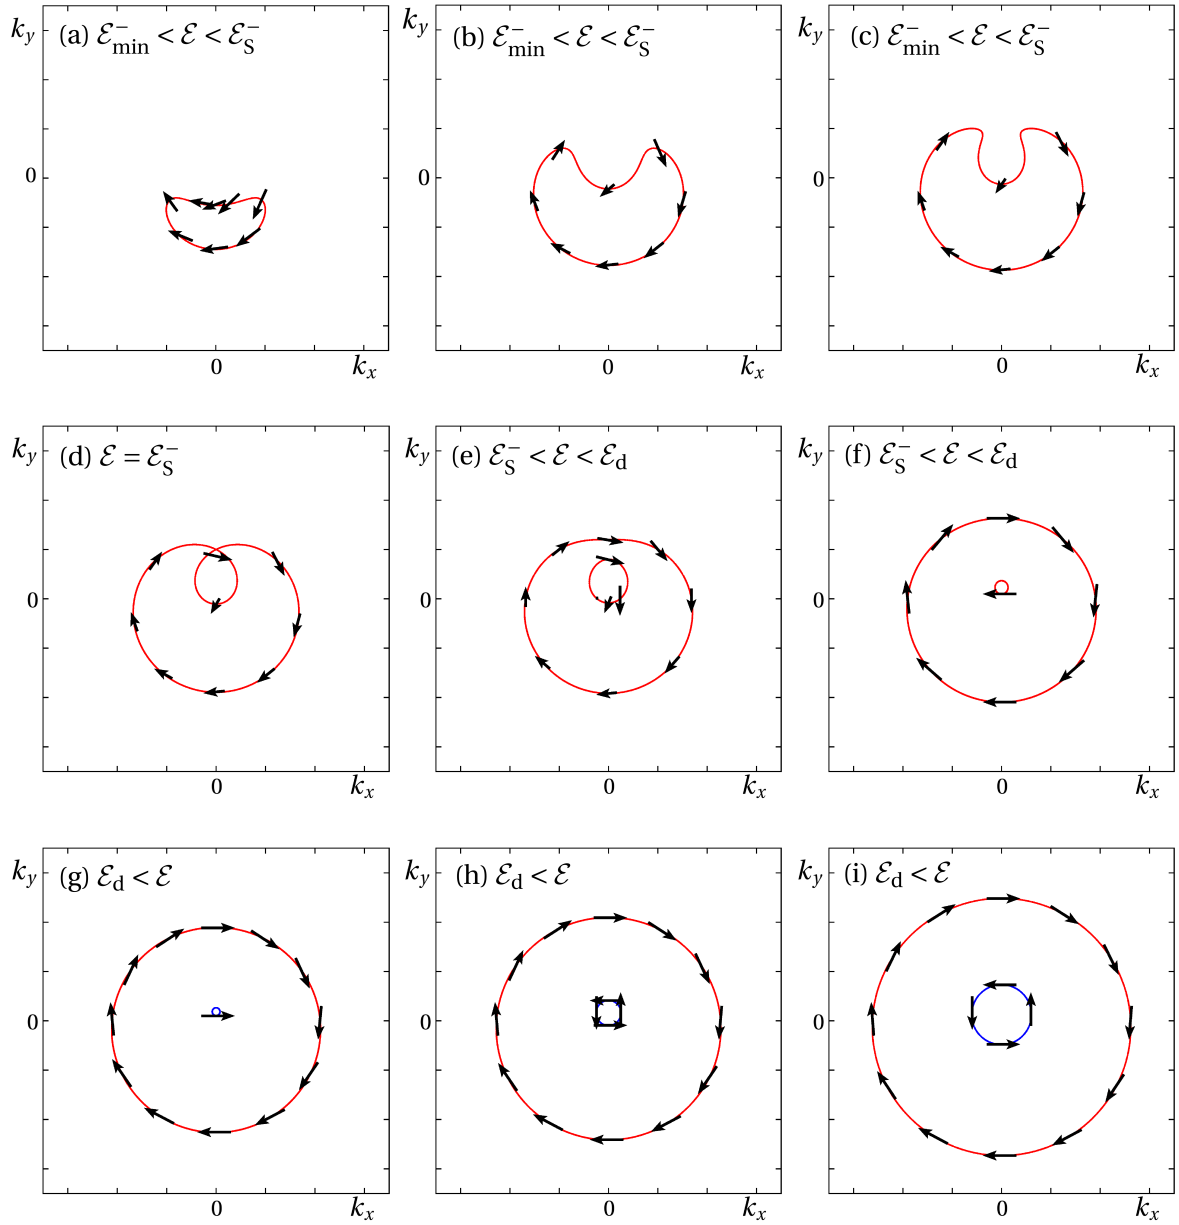 k_y (a) ℰ⁻_min < ℰ < ℰ⁻_S (b) ℰ⁻_min < ℰ < ℰ⁻_S (c) ℰ⁻_min < ℰ < ℰ⁻_S
0 0 0
0 k_x 0 k_x 0 k_x
k_y (d) ℰ = ℰ⁻_S k_y (e) ℰ⁻_S < ℰ < ℰ_d k_y (f) ℰ⁻_S < ℰ < ℰ_d
0 0 0
0 k_x 0 k_x 0 k_x
k_y (g) ℰ_d < ℰ k_y (h) ℰ_d < ℰ k_y (i) ℰ_d < ℰ
0 0 0
0 k_x 0 k_x 0 k_x